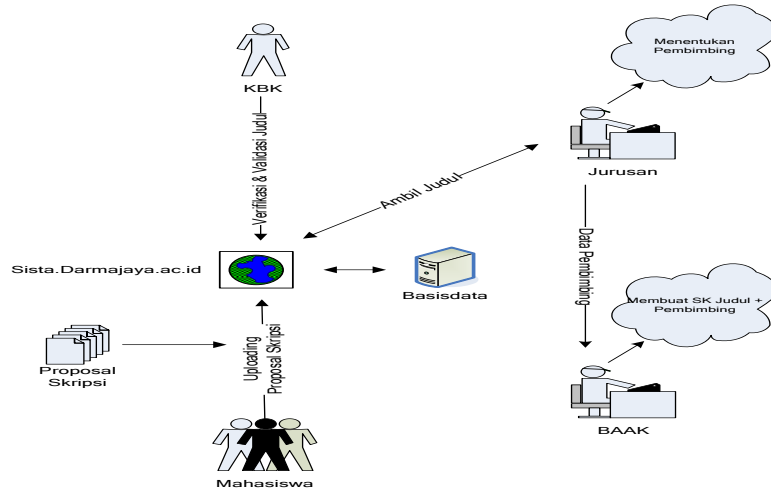 Menentukan
Pembimbing
KBK
Verifikasi & Validasi Judul
Jurusan
Ambil Judul
Sista.Darmajaya.ac.id
Basisdata
Data Pembimbing
Membuat SK Judul +
Pembimbing
Uploading
Proposal Skripsi
Proposal
Skripsi
BAAK
Mahasiswa